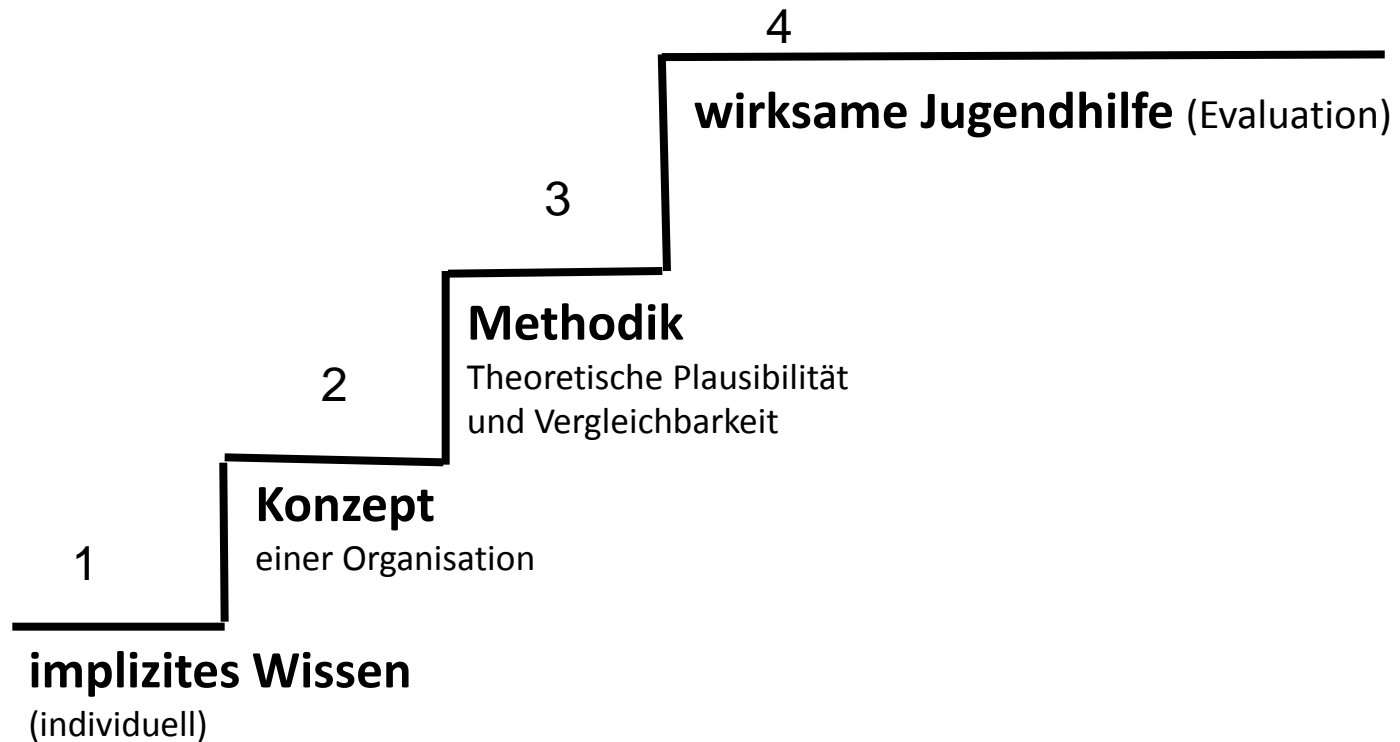 4
wirksame Jugendhilfe (Evaluation)
3
Methodik
Theoretische Plausibilität
und Vergleichbarkeit
2
Konzept
einer Organisation
1
implizites Wissen
(individuell)